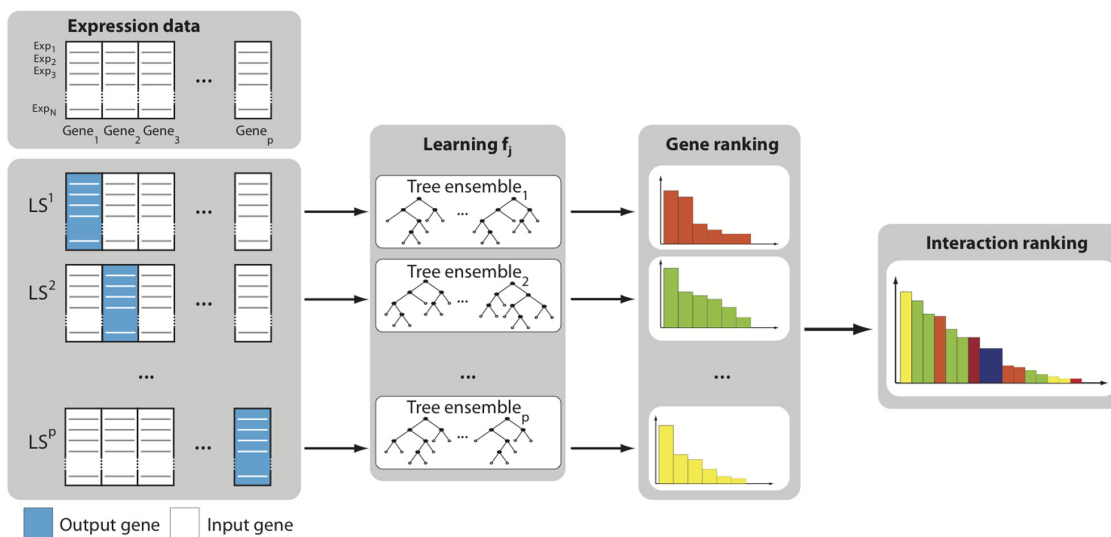 Expression data
Exp1
Exp2
Exp3
...
ExpN
Gene1 Gene2 Gene3 Genep
LS1
...
LS2
...
...
LSp
...
Output gene Input gene
Learning fj
Tree ensemble1
...
Tree ensemble2
...
...
Tree ensemblep
...
Gene ranking
...
Interaction ranking